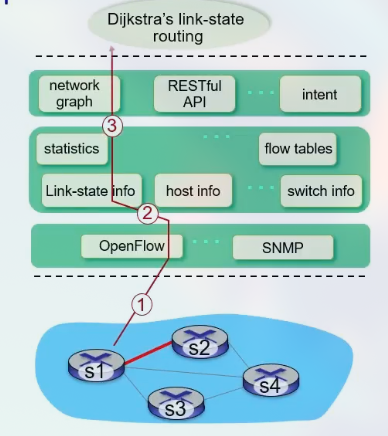 Dijkstra's link-state
routing
network
graph
RESTful
API
intent
3
statistics
flow tables
Link-state info
host info
switch info
2
OpenFlow
SNMP
1
s1
s2
s3
s4